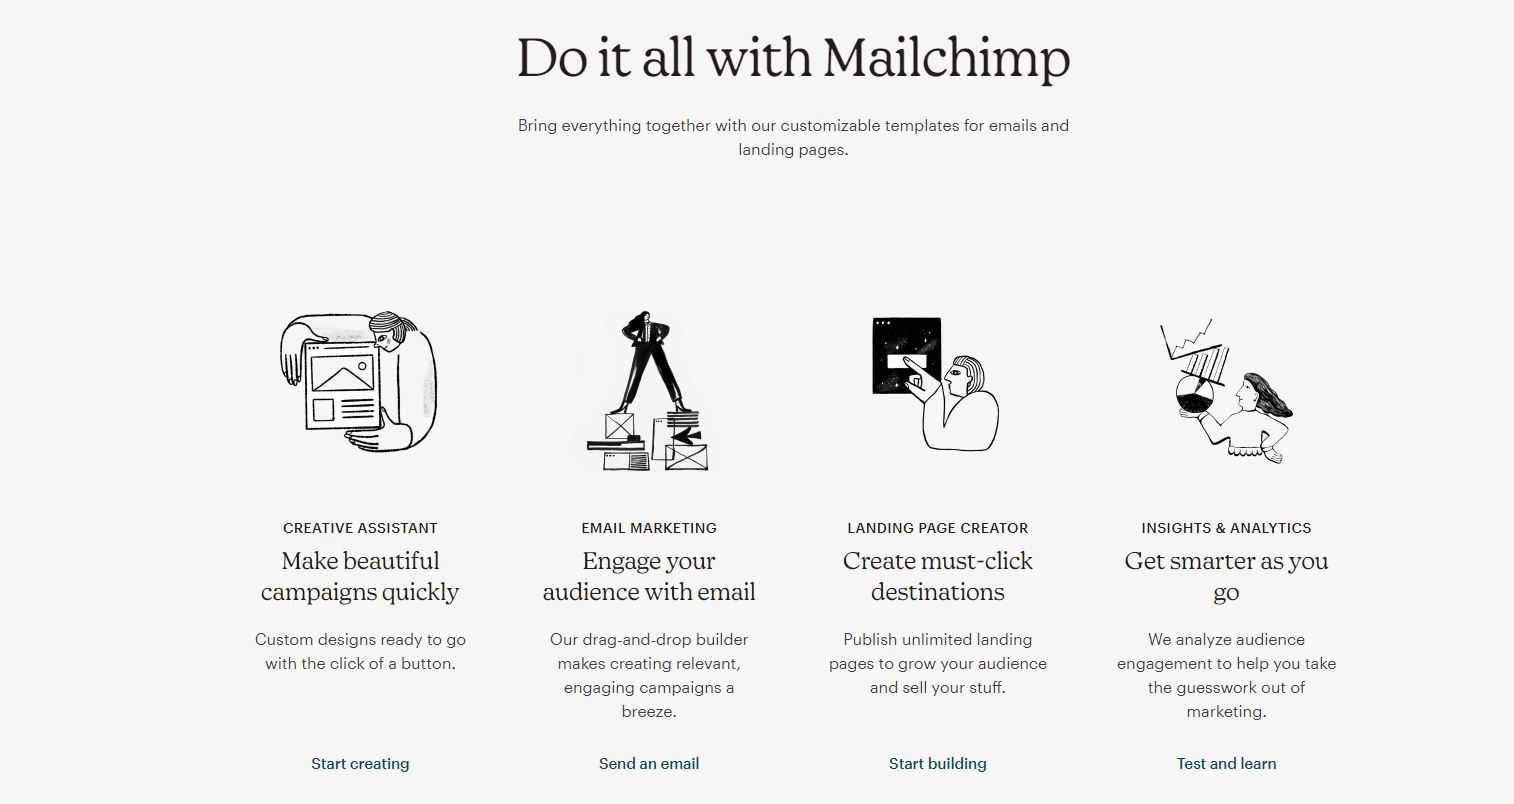 Do it all with Mailchimp
Bring everything together with our customizable templates for emails and
landing pages.
CREATIVE ASSISTANT
Make beautiful
campaigns quickly
Custom designs ready to go
with the click of a button.
Start creating
EMAIL MARKETING
Engage your
audience with email
Our drag-and-drop builder
makes creating relevant,
engaging campaigns a
breeze.
Send an email
LANDING PAGE CREATOR
Create must-click
destinations
Publish unlimited landing
pages to grow your audience
and sell your stuff.
Start building
INSIGHTS & ANALYTICS
Get smarter as you
go
We analyze audience
engagement to help you take
the guesswork out of
marketing.
Test and learn